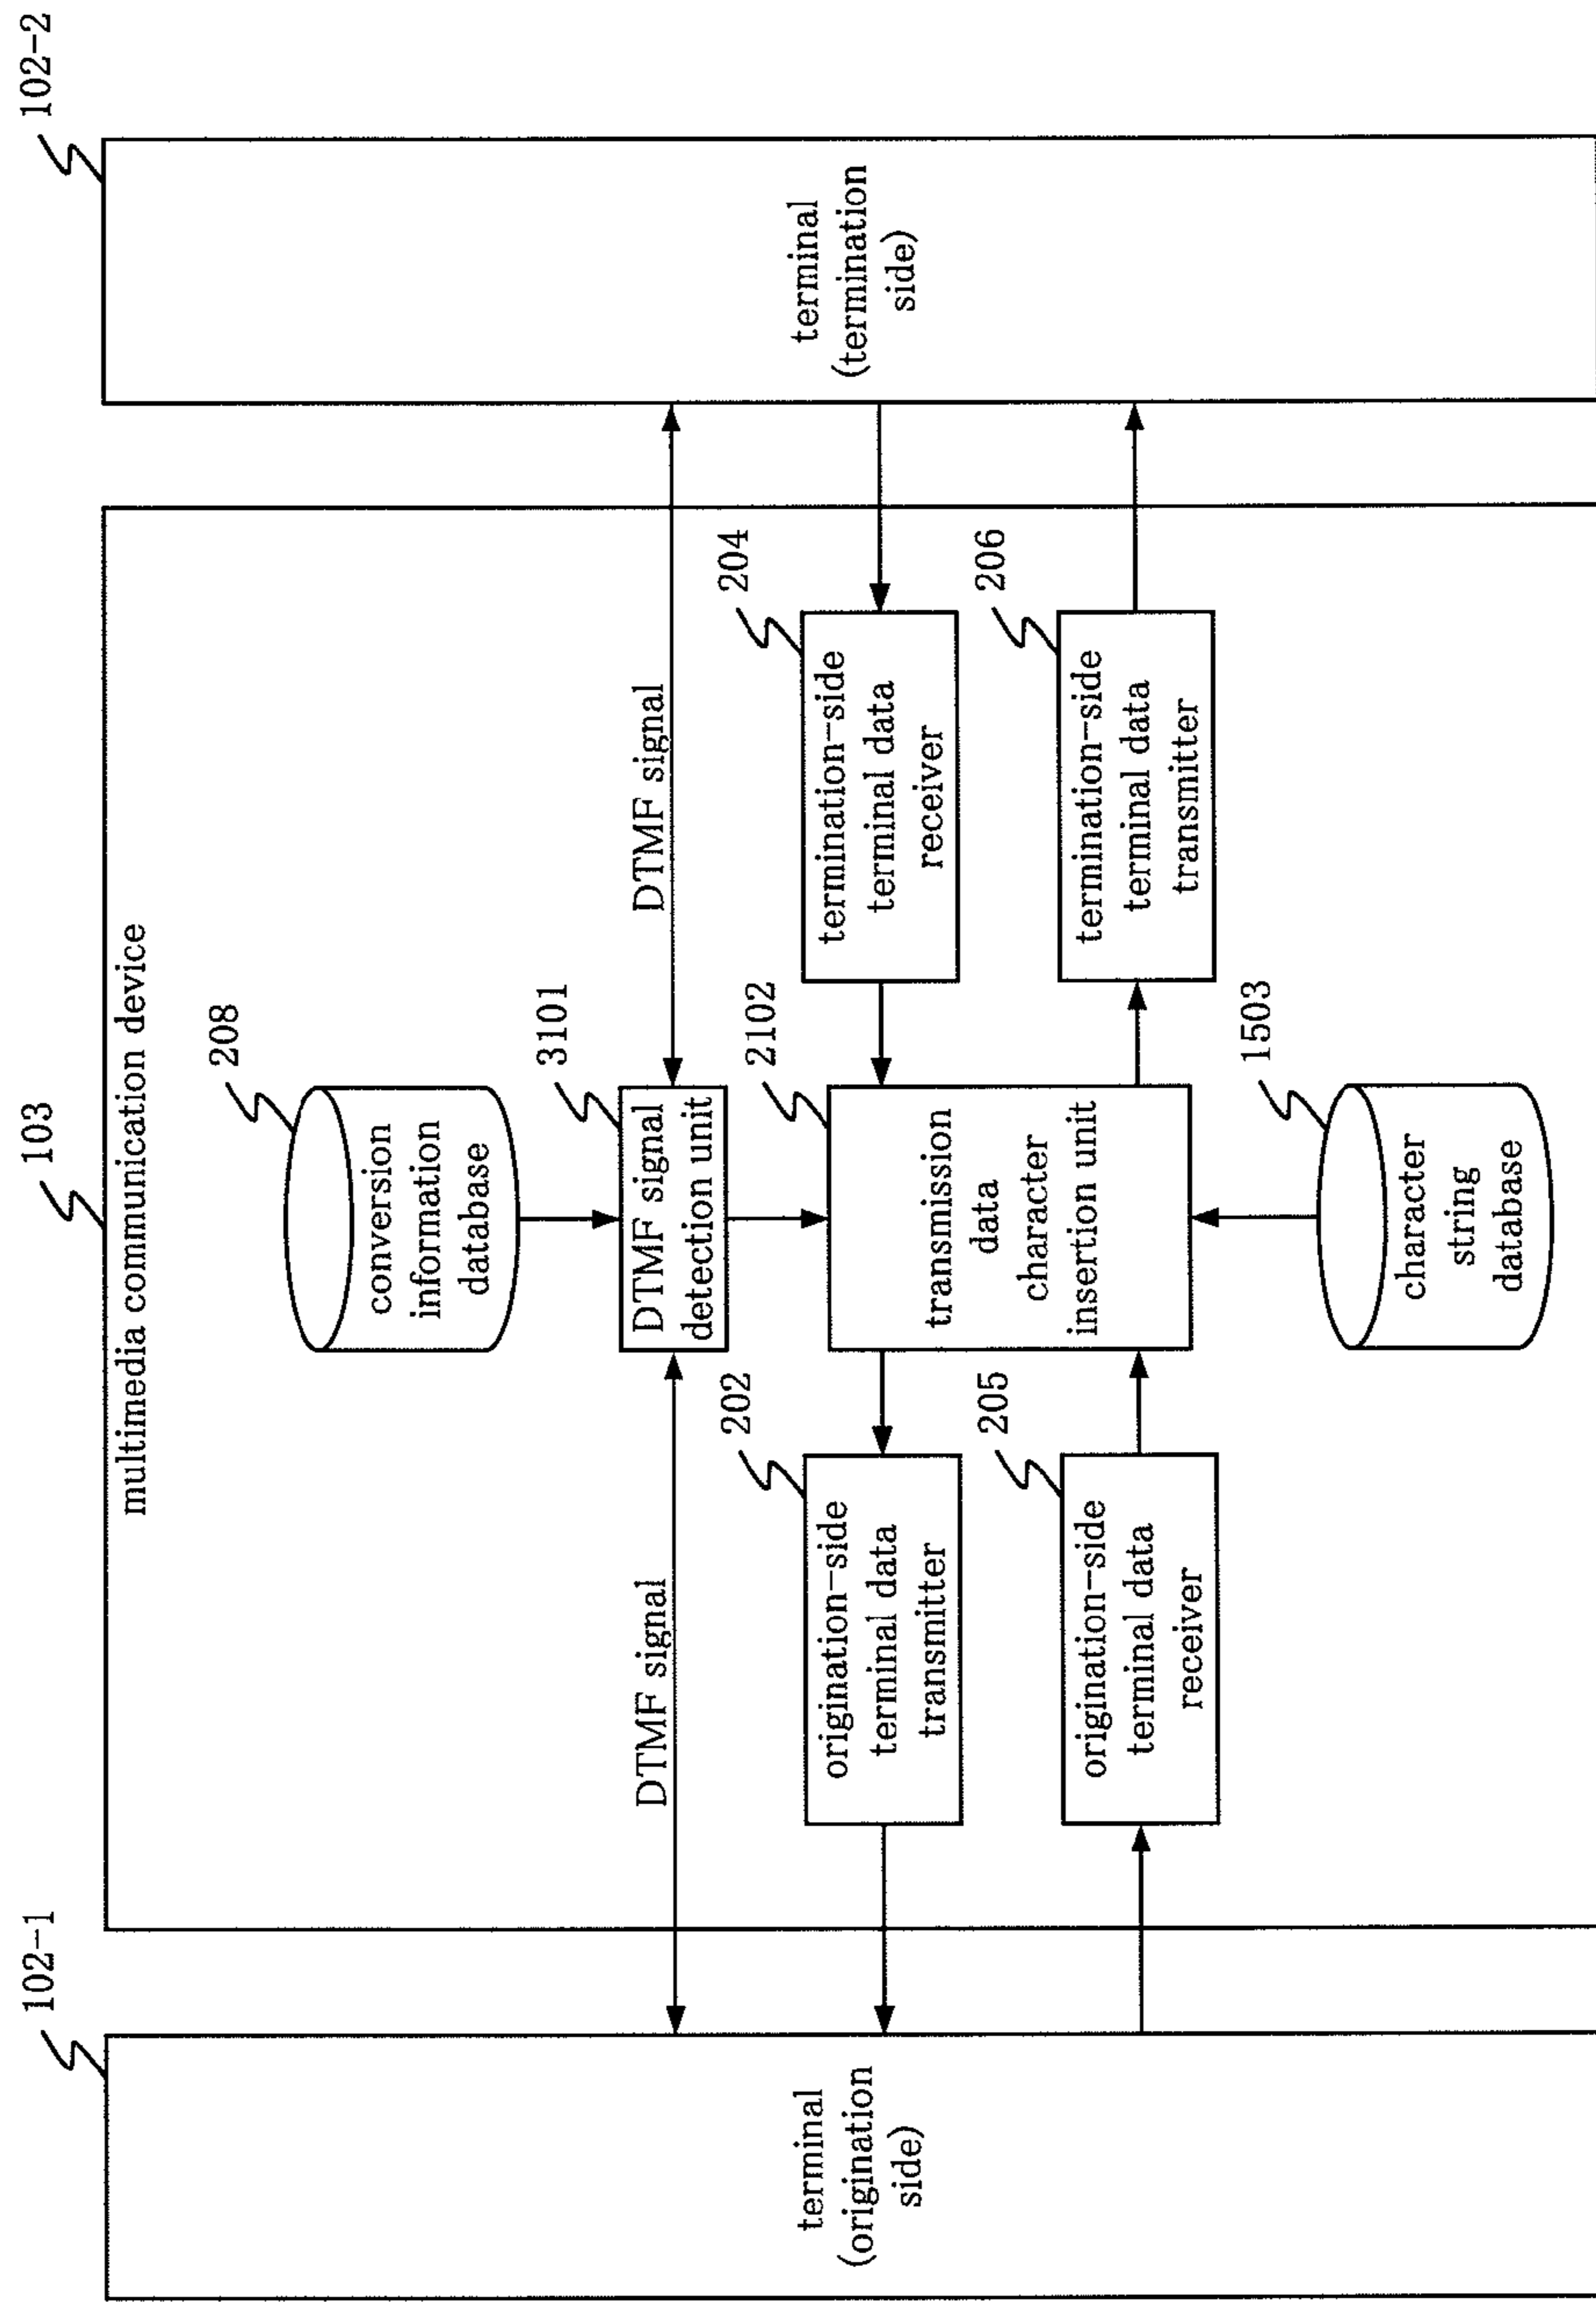 102-1
103
102-2
multimedia communication device
208
conversion
information
database
3101
DTMF signal
DTMF signal
detection unit
DTMF signal
202
2102
204
terminal
(origination
side)
origination-side
terminal data
transmitter
transmission
data
character
insertion unit
termination-side
terminal data
receiver
terminal
(termination
side)
205
206
origination-side
terminal data
receiver
termination-side
terminal data
transmitter
1503
character
string
database